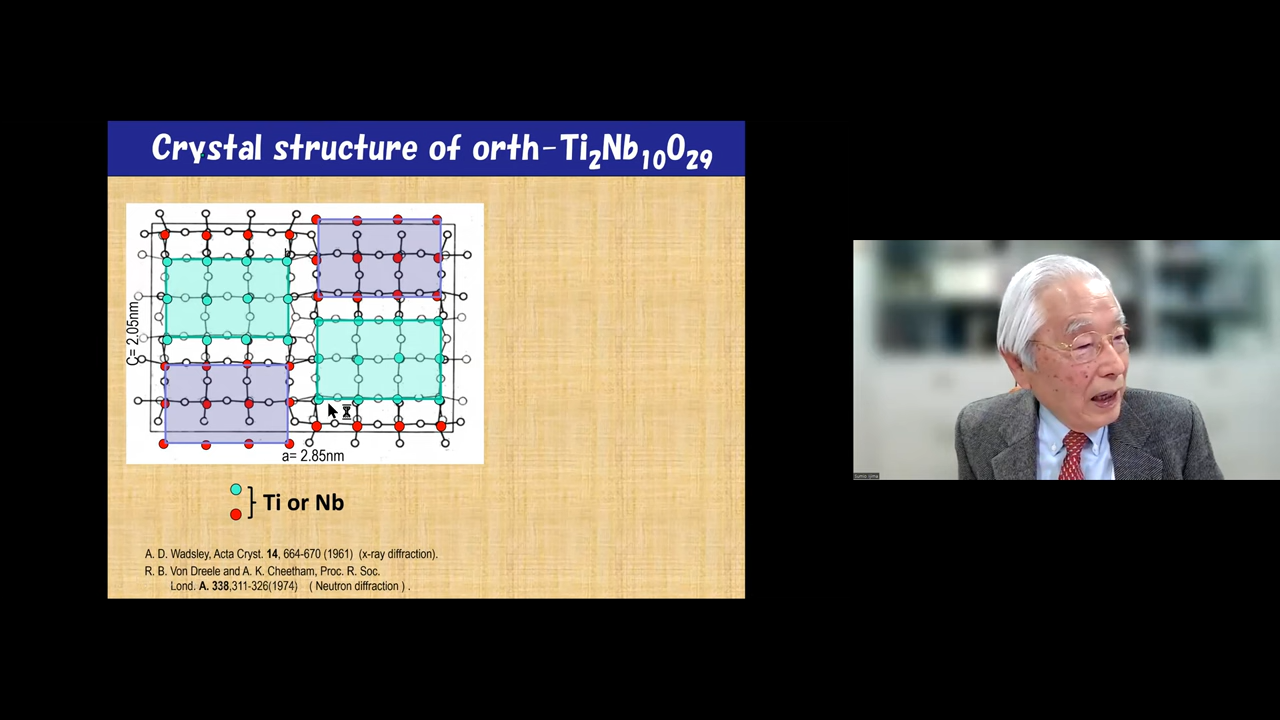 Crystal structure of orth-Ti₂Nb₁₀O₂₉
C= 2.05nm
a= 2.85nm
Ti or Nb
A. D. Wadsley, Acta Cryst. 14, 664-670 (1961) (x-ray diffraction).
R. B. Von Dreele and A. K. Cheetham, Proc. R. Soc.
Lond. A. 338,311-326(1974) ( Neutron diffraction ) .